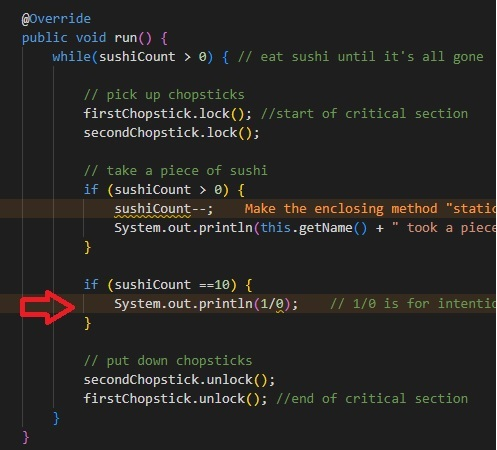 @Override
public void run() {
while(sushiCount > 0) { // eat sushi until it's all gone
// pick up chopsticks
firstChopstick.lock(); //start of critical section
secondChopstick.lock();
// take a piece of sushi
if (sushiCount > 0) {
sushiCount--; Make the enclosing method "static
System.out.println(this.getName() + " took a piece
}
if (sushiCount ==10) {
System.out.println(1/0); // 1/0 is for intentio
}
// put down chopsticks
secondChopstick.unlock();
firstChopstick.unlock(); //end of critical section
}
}